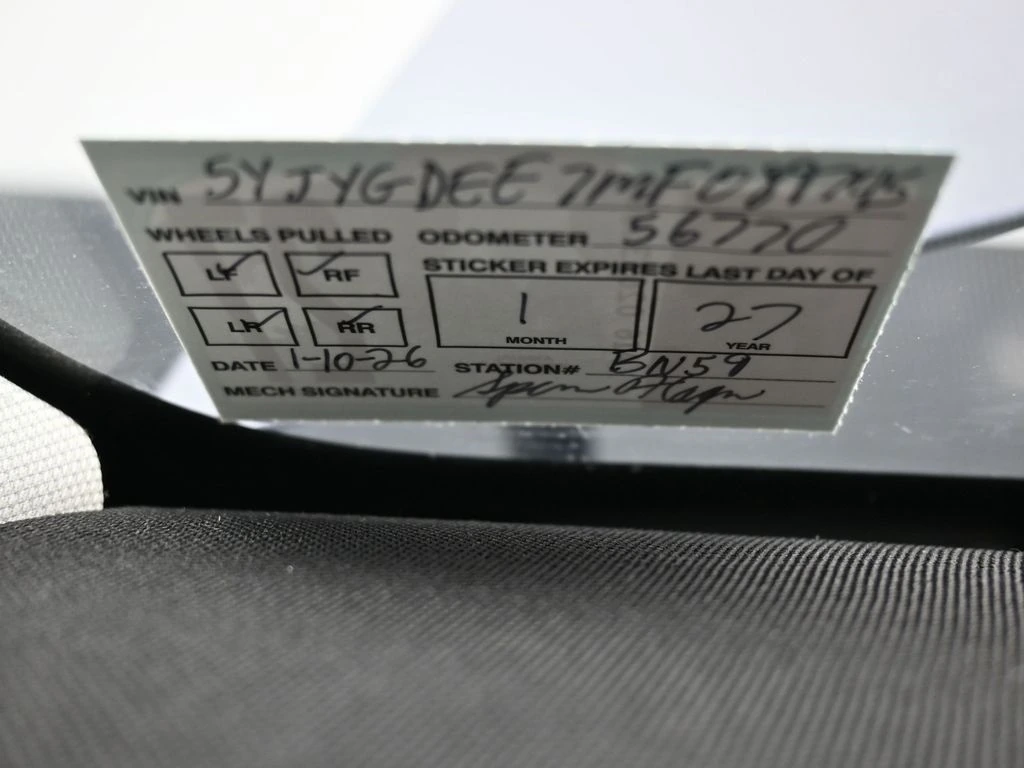 VIN 5YJYGDEE7MF089745
WHEELS PULLED ODOMETER 56770
LF RF STICKER EXPIRES LAST DAY OF
1 27
LR RR MONTH YEAR
DATE 1-10-26 STATION# BN59
MECH SIGNATURE